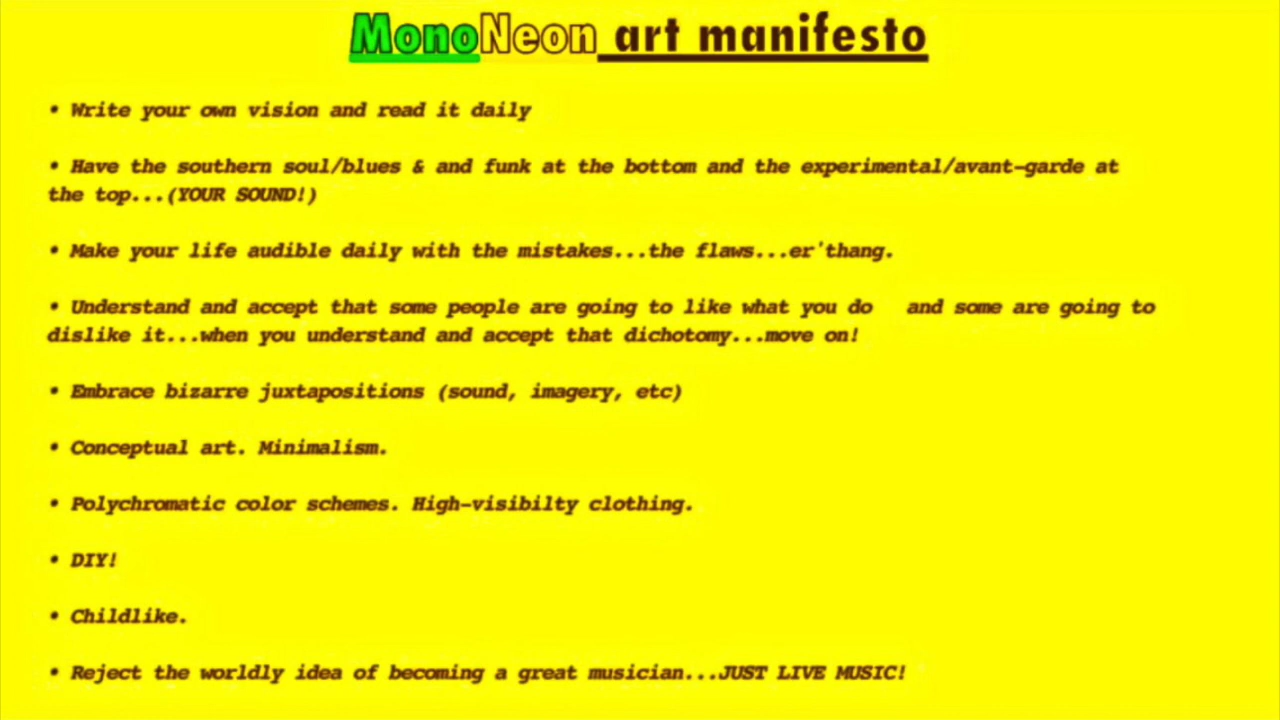 MonoNeon art manifesto
• Write your own vision and read it daily
• Have the southern soul/blues & and funk at the bottom and the experimental/avant-garde at
the top...(YOUR SOUND!)
• Make your life audible daily with the mistakes...the flaws...er'thang.
• Understand and accept that some people are going to like what you do and some are going to
dislike it...when you understand and accept that dichotomy...move on!
• Embrace bizarre juxtapositions (sound, imagery, etc)
• Conceptual art. Minimalism.
• Polychromatic color schemes. High-visibilty clothing.
• DIY!
• Childlike.
• Reject the worldly idea of becoming a great musician...JUST LIVE MUSIC!